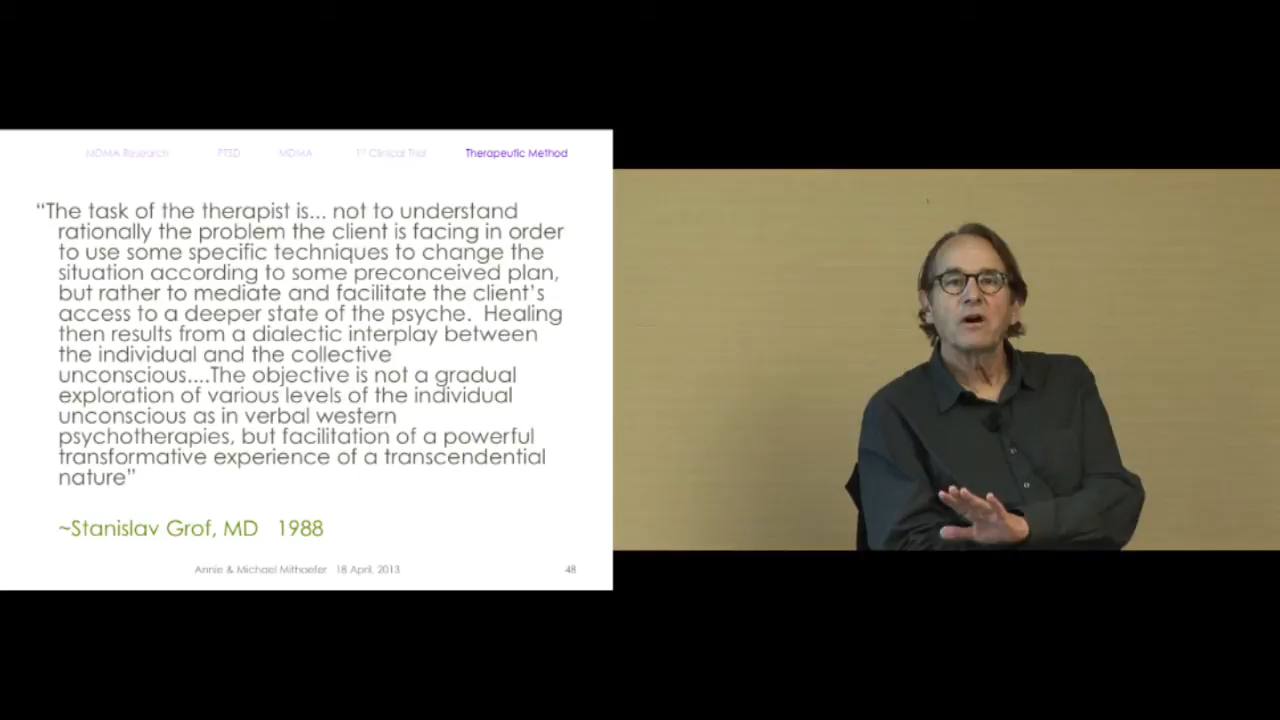 MDMA Research PTSD MDMA 1st Clinical Trial Therapeutic Method
“The task of the therapist is... not to understand
rationally the problem the client is facing in order
to use some specific techniques to change the
situation according to some preconceived plan,
but rather to mediate and facilitate the client’s
access to a deeper state of the psyche. Healing
then results from a dialectic interplay between
the individual and the collective
unconscious....The objective is not a gradual
exploration of various levels of the individual
unconscious as in verbal western
psychotherapies, but facilitation of a powerful
transformative experience of a transcendential
nature”
~Stanislav Grof, MD 1988
Annie & Michael Mithoefer 18 April, 2013 48